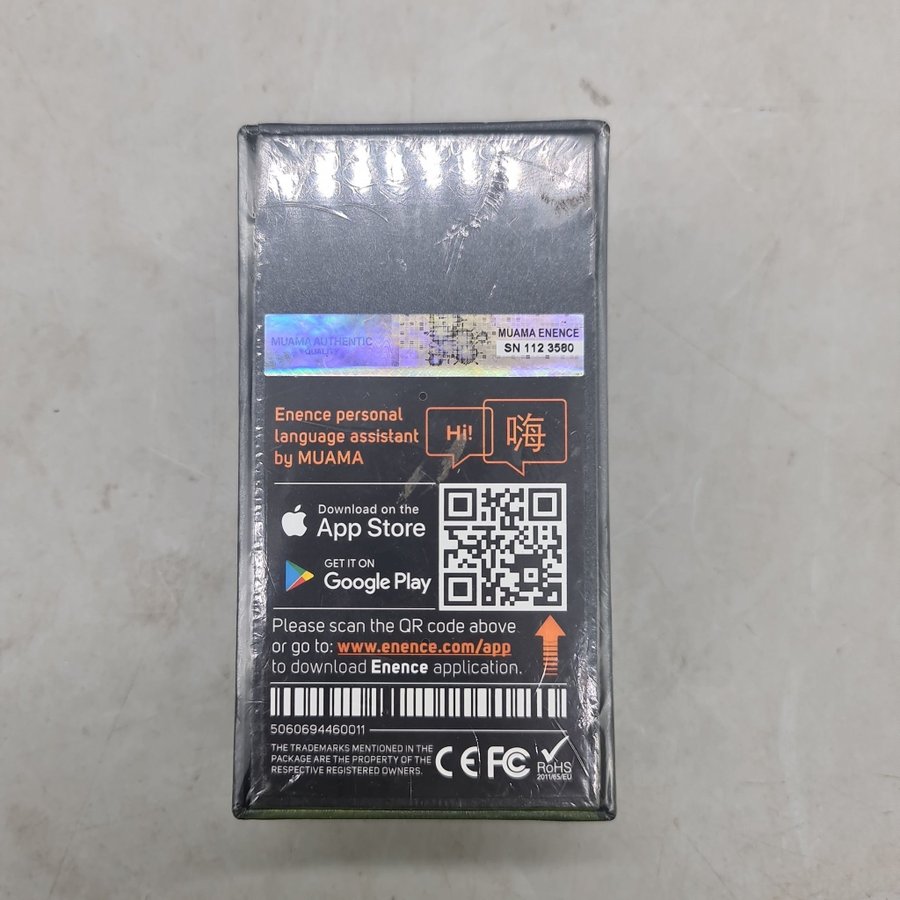 MUAMA AUTHENTIC
QUALITY
MUAMA ENENCE
SN 112 3580
Enence personal
language assistant
by MUAMA
Hi!
嗨
Download on the
App Store
GET IT ON
Google Play
Please scan the QR code above
or go to: www.enence.com/app
to download Enence application.
5060694460011
THE TRADEMARKS MENTIONED IN THE
PACKAGE ARE THE PROPERTY OF THE
RESPECTIVE REGISTERED OWNERS.
CE FC
RoHS
2011/65/EU